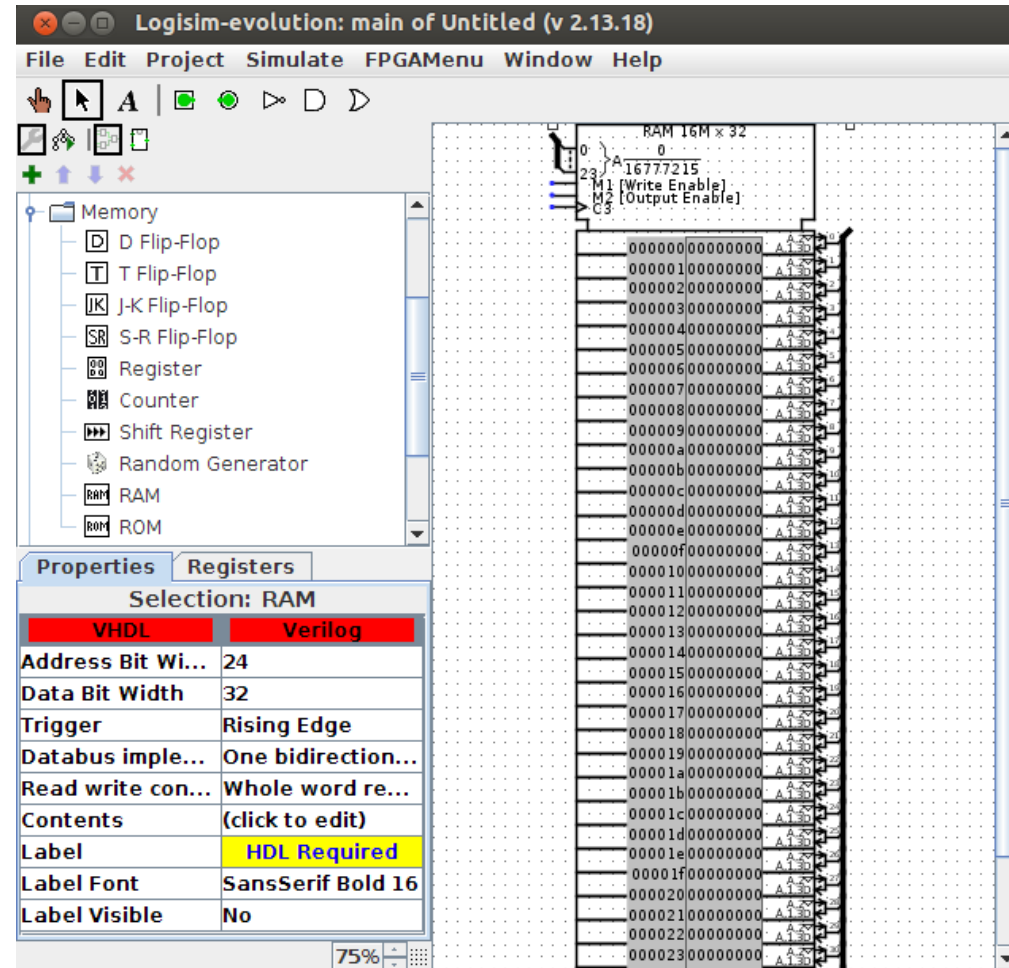 Logisim-evolution: main of Untitled (v 2.13.18)
File Edit Project Simulate FPGAMenu Window Help
A
Memory
D D Flip-Flop
T T Flip-Flop
JK J-K Flip-Flop
SR S-R Flip-Flop
Register
Counter
Shift Register
Random Generator
RAM RAM
ROM ROM
Properties Registers
Selection: RAM
VHDL Verilog
Address Bit Wi... 24
Data Bit Width 32
Trigger Rising Edge
Databus imple... One bidirection...
Read write con... Whole word re...
Contents (click to edit)
Label HDL Required
Label Font SansSerif Bold 16
Label Visible No
75%
RAM 16M x 32
0
23
A
0
16777215
M1 [Write Enable]
M2 [Output Enable]
C3
000000 00000000
000001 00000000
000002 00000000
000003 00000000
000004 00000000
000005 00000000
000006 00000000
000007 00000000
000008 00000000
000009 00000000
00000a 00000000
00000b 00000000
00000c 00000000
00000d 00000000
00000e 00000000
00000f 00000000
000010 00000000
000011 00000000
000012 00000000
000013 00000000
000014 00000000
000015 00000000
000016 00000000
000017 00000000
000018 00000000
000019 00000000
00001a 00000000
00001b 00000000
00001c 00000000
00001d 00000000
00001e 00000000
00001f 00000000
000020 00000000
000021 00000000
000022 00000000
000023 00000000